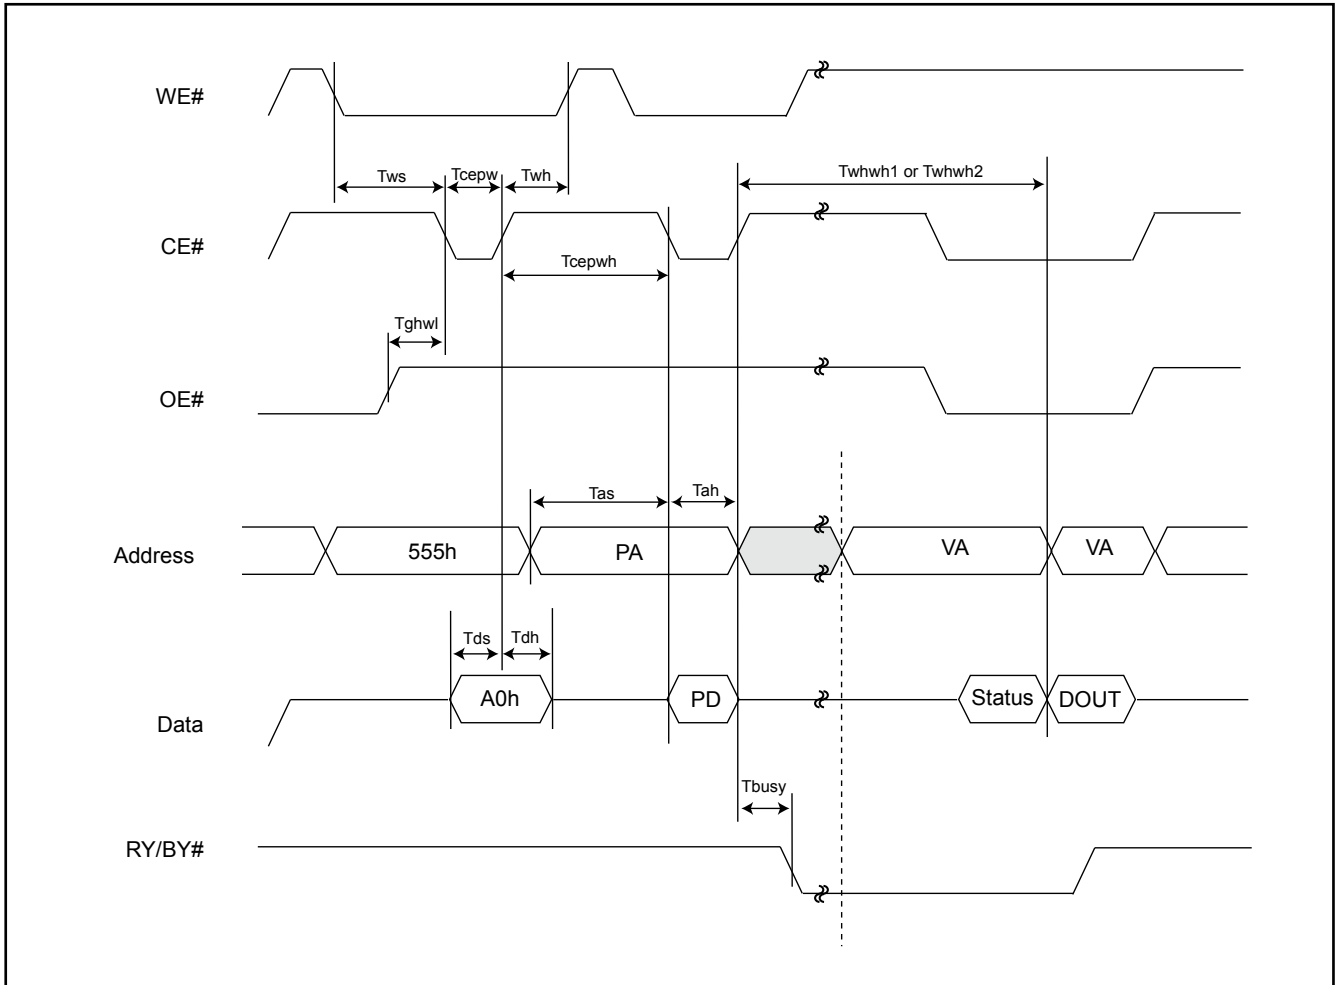 WE#
Tws
Tcepw
Twh
Twhwh1 or Twhwh2
CE#
Tcepwh
Tghwl
OE#
Tas
Tah
Address
555h
PA
VA
VA
Tds
Tdh
Data
A0h
PD
Status
DOUT
Tbusy
RY/BY#